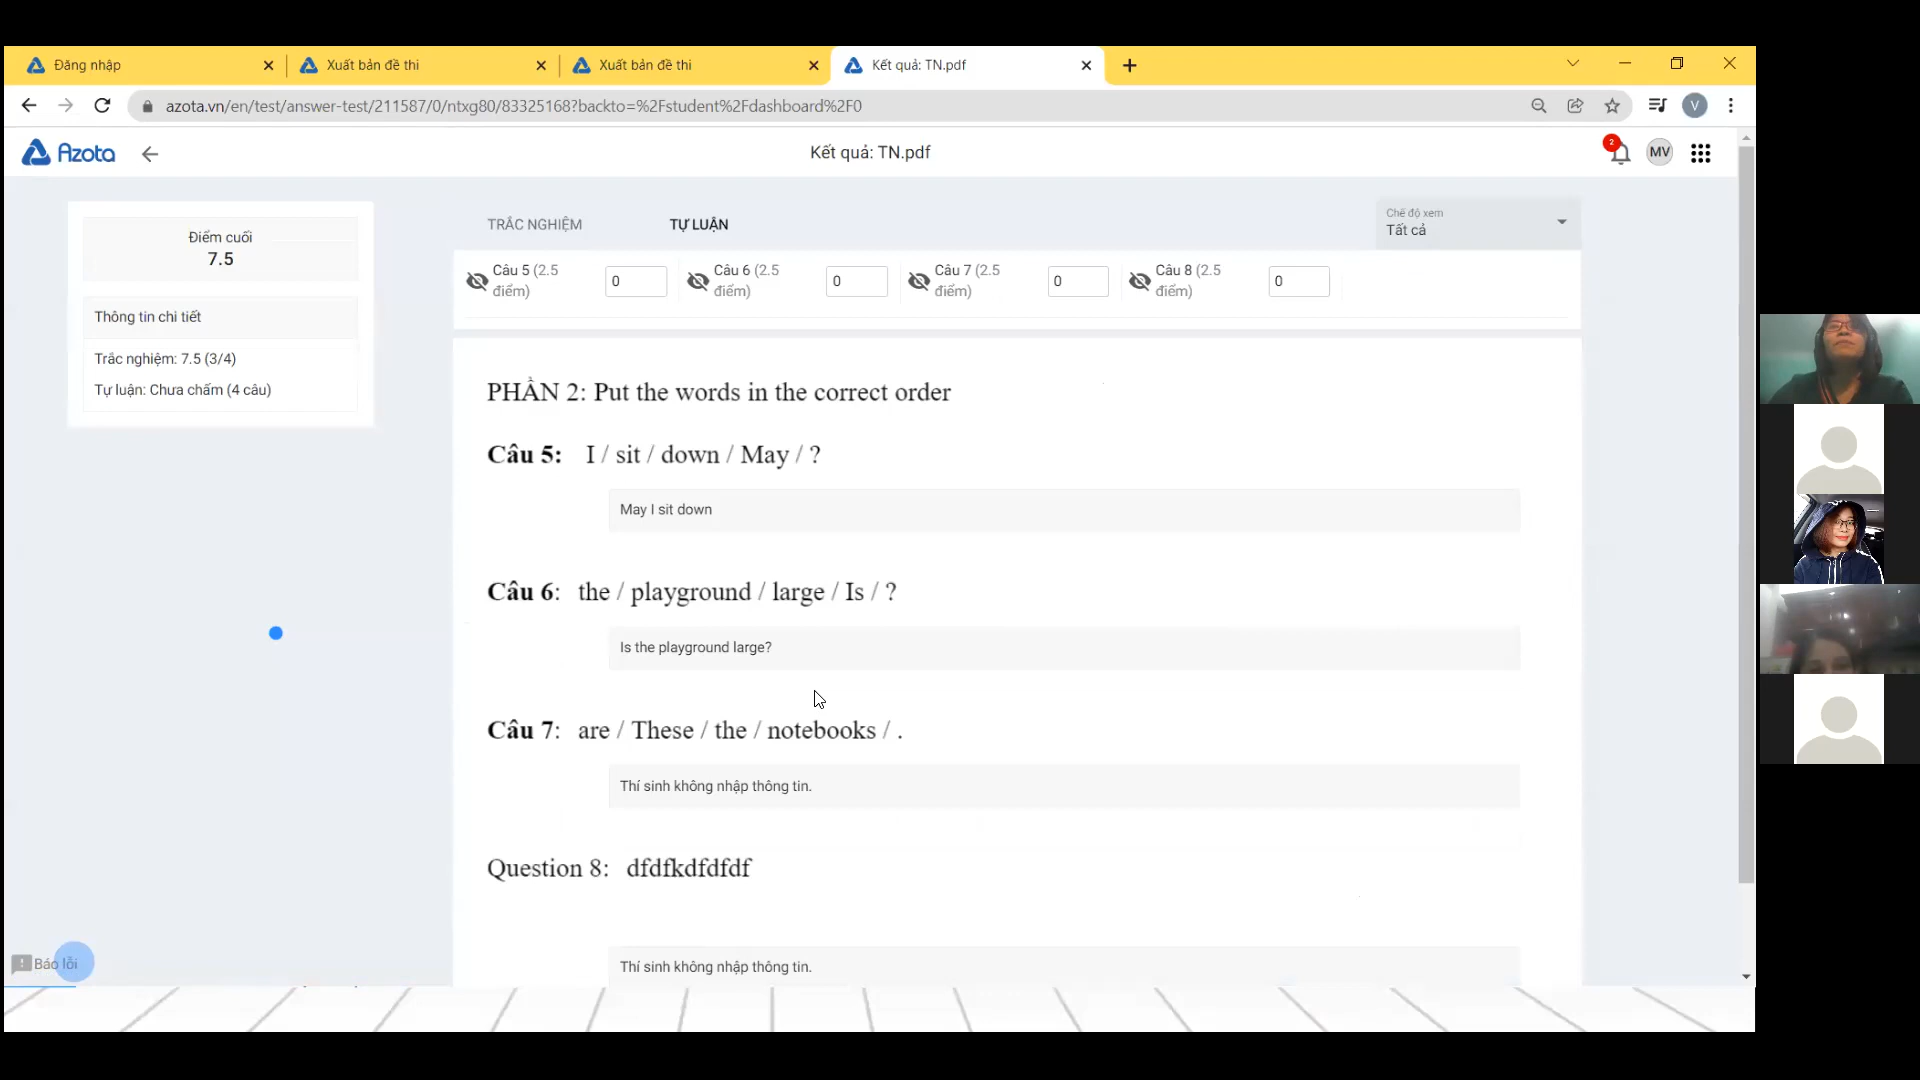 Đăng nhập
Xuất bản đề thi
Xuất bản đề thi
Kết quả: TN.pdf
azota.vn/en/test/answer-test/211587/0/ntxg80/83325168?backto=%2Fstudent%2Fdashboard%2F0
V
Azota
Kết quả: TN.pdf
2
MV
Điểm cuối
7.5
Thông tin chi tiết
Trắc nghiệm: 7.5 (3/4)
Tự luận: Chưa chấm (4 câu)
TRẮC NGHIỆM
TỰ LUẬN
Chế độ xem
Tất cả
Câu 5 (2.5 điểm)
0
Câu 6 (2.5 điểm)
0
Câu 7 (2.5 điểm)
0
Câu 8 (2.5 điểm)
0
PHẦN 2: Put the words in the correct order
Câu 5: I / sit / down / May / ?
May I sit down
Câu 6: the / playground / large / Is / ?
Is the playground large?
Câu 7: are / These / the / notebooks / .
Thí sinh không nhập thông tin.
Question 8: dfdfkdfdfdf
Thí sinh không nhập thông tin.
Báo lỗi